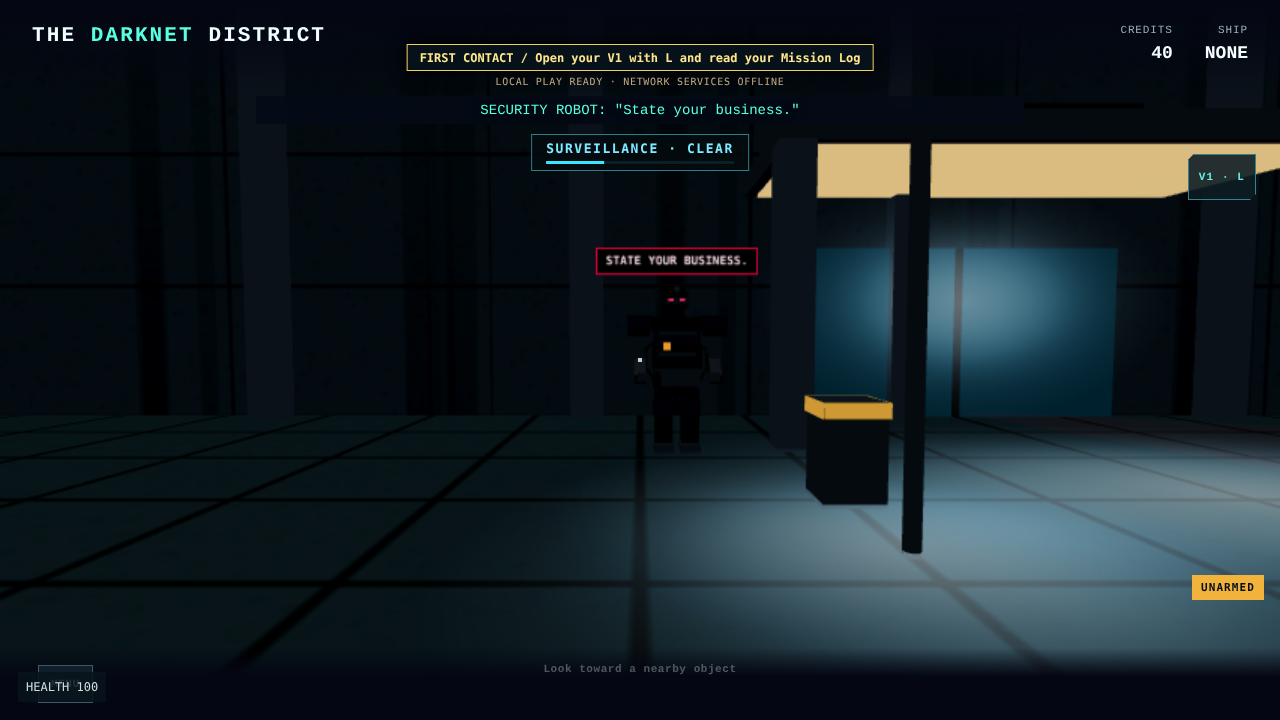 THE DARKNET DISTRICT
CREDITS
40
SHIP
NONE
FIRST CONTACT / Open your V1 with L and read your Mission Log
LOCAL PLAY READY · NETWORK SERVICES OFFLINE
SECURITY ROBOT: "State your business."
SURVEILLANCE · CLEAR
V1 · L
STATE YOUR BUSINESS.
UNARMED
Look toward a nearby object
HEALTH 100